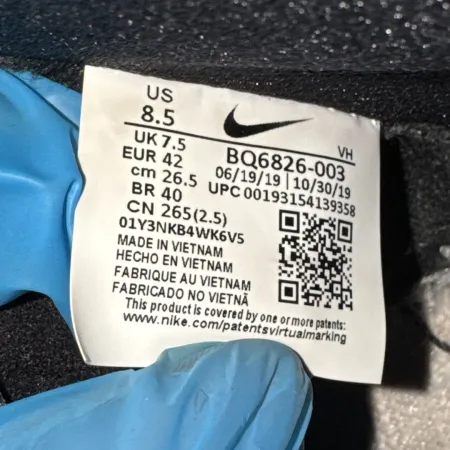 US
8.5
UK 7.5
EUR 42
cm 26.5
BR 40
CN 265(2.5)
VH
BQ6826-003
06/19/19 | 10/30/19
UPC 00193154139358
01Y3NKB4WK6V5
MADE IN VIETNAM
HECHO EN VIETNAM
FABRIQUE AU VIETNAM
FABRICADO NO VIETNÃ
This product is covered by one or more patents:
www.nike.com/patentsvirtualmarking